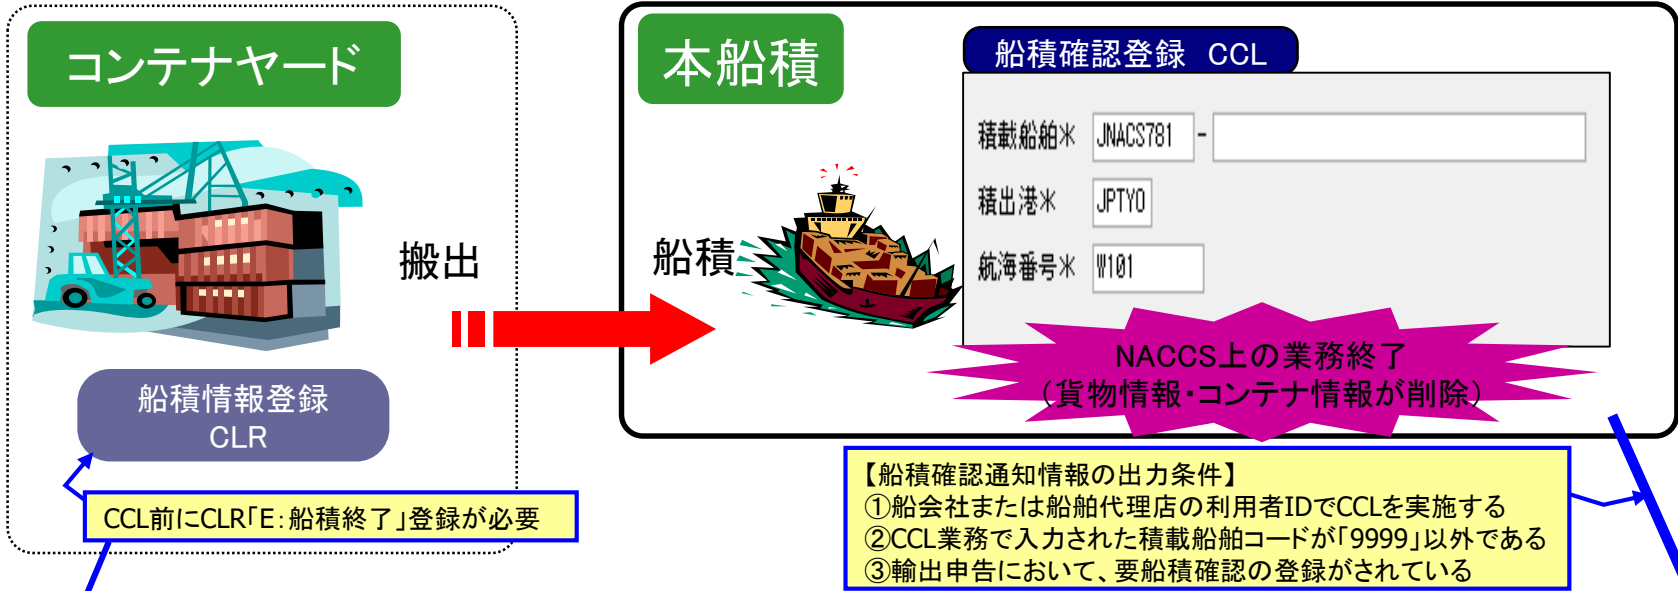 コンテナヤード
搬出
船積情報登録
CLR
CCL前にCLR「E:船積終了」登録が必要
本船積
船積
船積確認登録 CCL
積載船舶* JNACS781 -
積出港* JPTYO
航海番号* W101
NACCS上の業務終了
(貨物情報・コンテナ情報が削除)
【船積確認通知情報の出力条件】
①船会社または船舶代理店の利用者IDでCCLを実施する
②CCL業務で入力された積載船舶コードが「9999」以外である
③輸出申告において、要船積確認の登録がされている